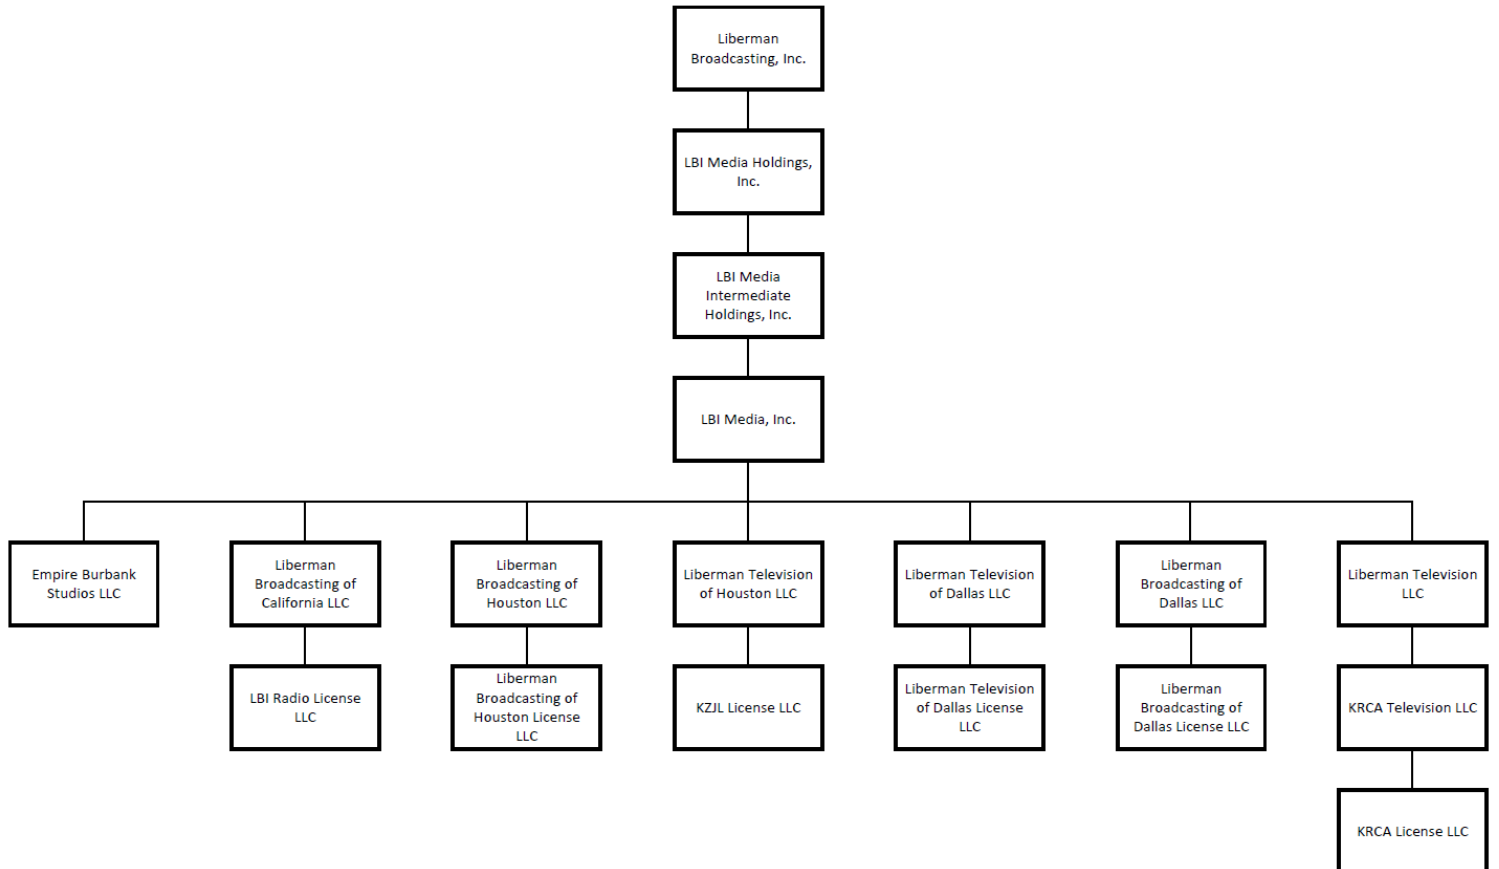 Liberman
Broadcasting, Inc.
LBI Media Holdings,
Inc.
LBI Media
Intermediate
Holdings, Inc.
LBI Media, Inc.
Empire Burbank
Studios LLC
Liberman
Broadcasting of
California LLC
Liberman
Broadcasting of
Houston LLC
Liberman Television
of Houston LLC
Liberman Television
of Dallas LLC
Liberman
Broadcasting of
Dallas LLC
Liberman Television
LLC
LBI Radio License
LLC
Liberman
Broadcasting of
Houston License
LLC
KZJL License LLC
Liberman Television
of Dallas License
LLC
Liberman
Broadcasting of
Dallas License LLC
KRCA Television LLC
KRCA License LLC